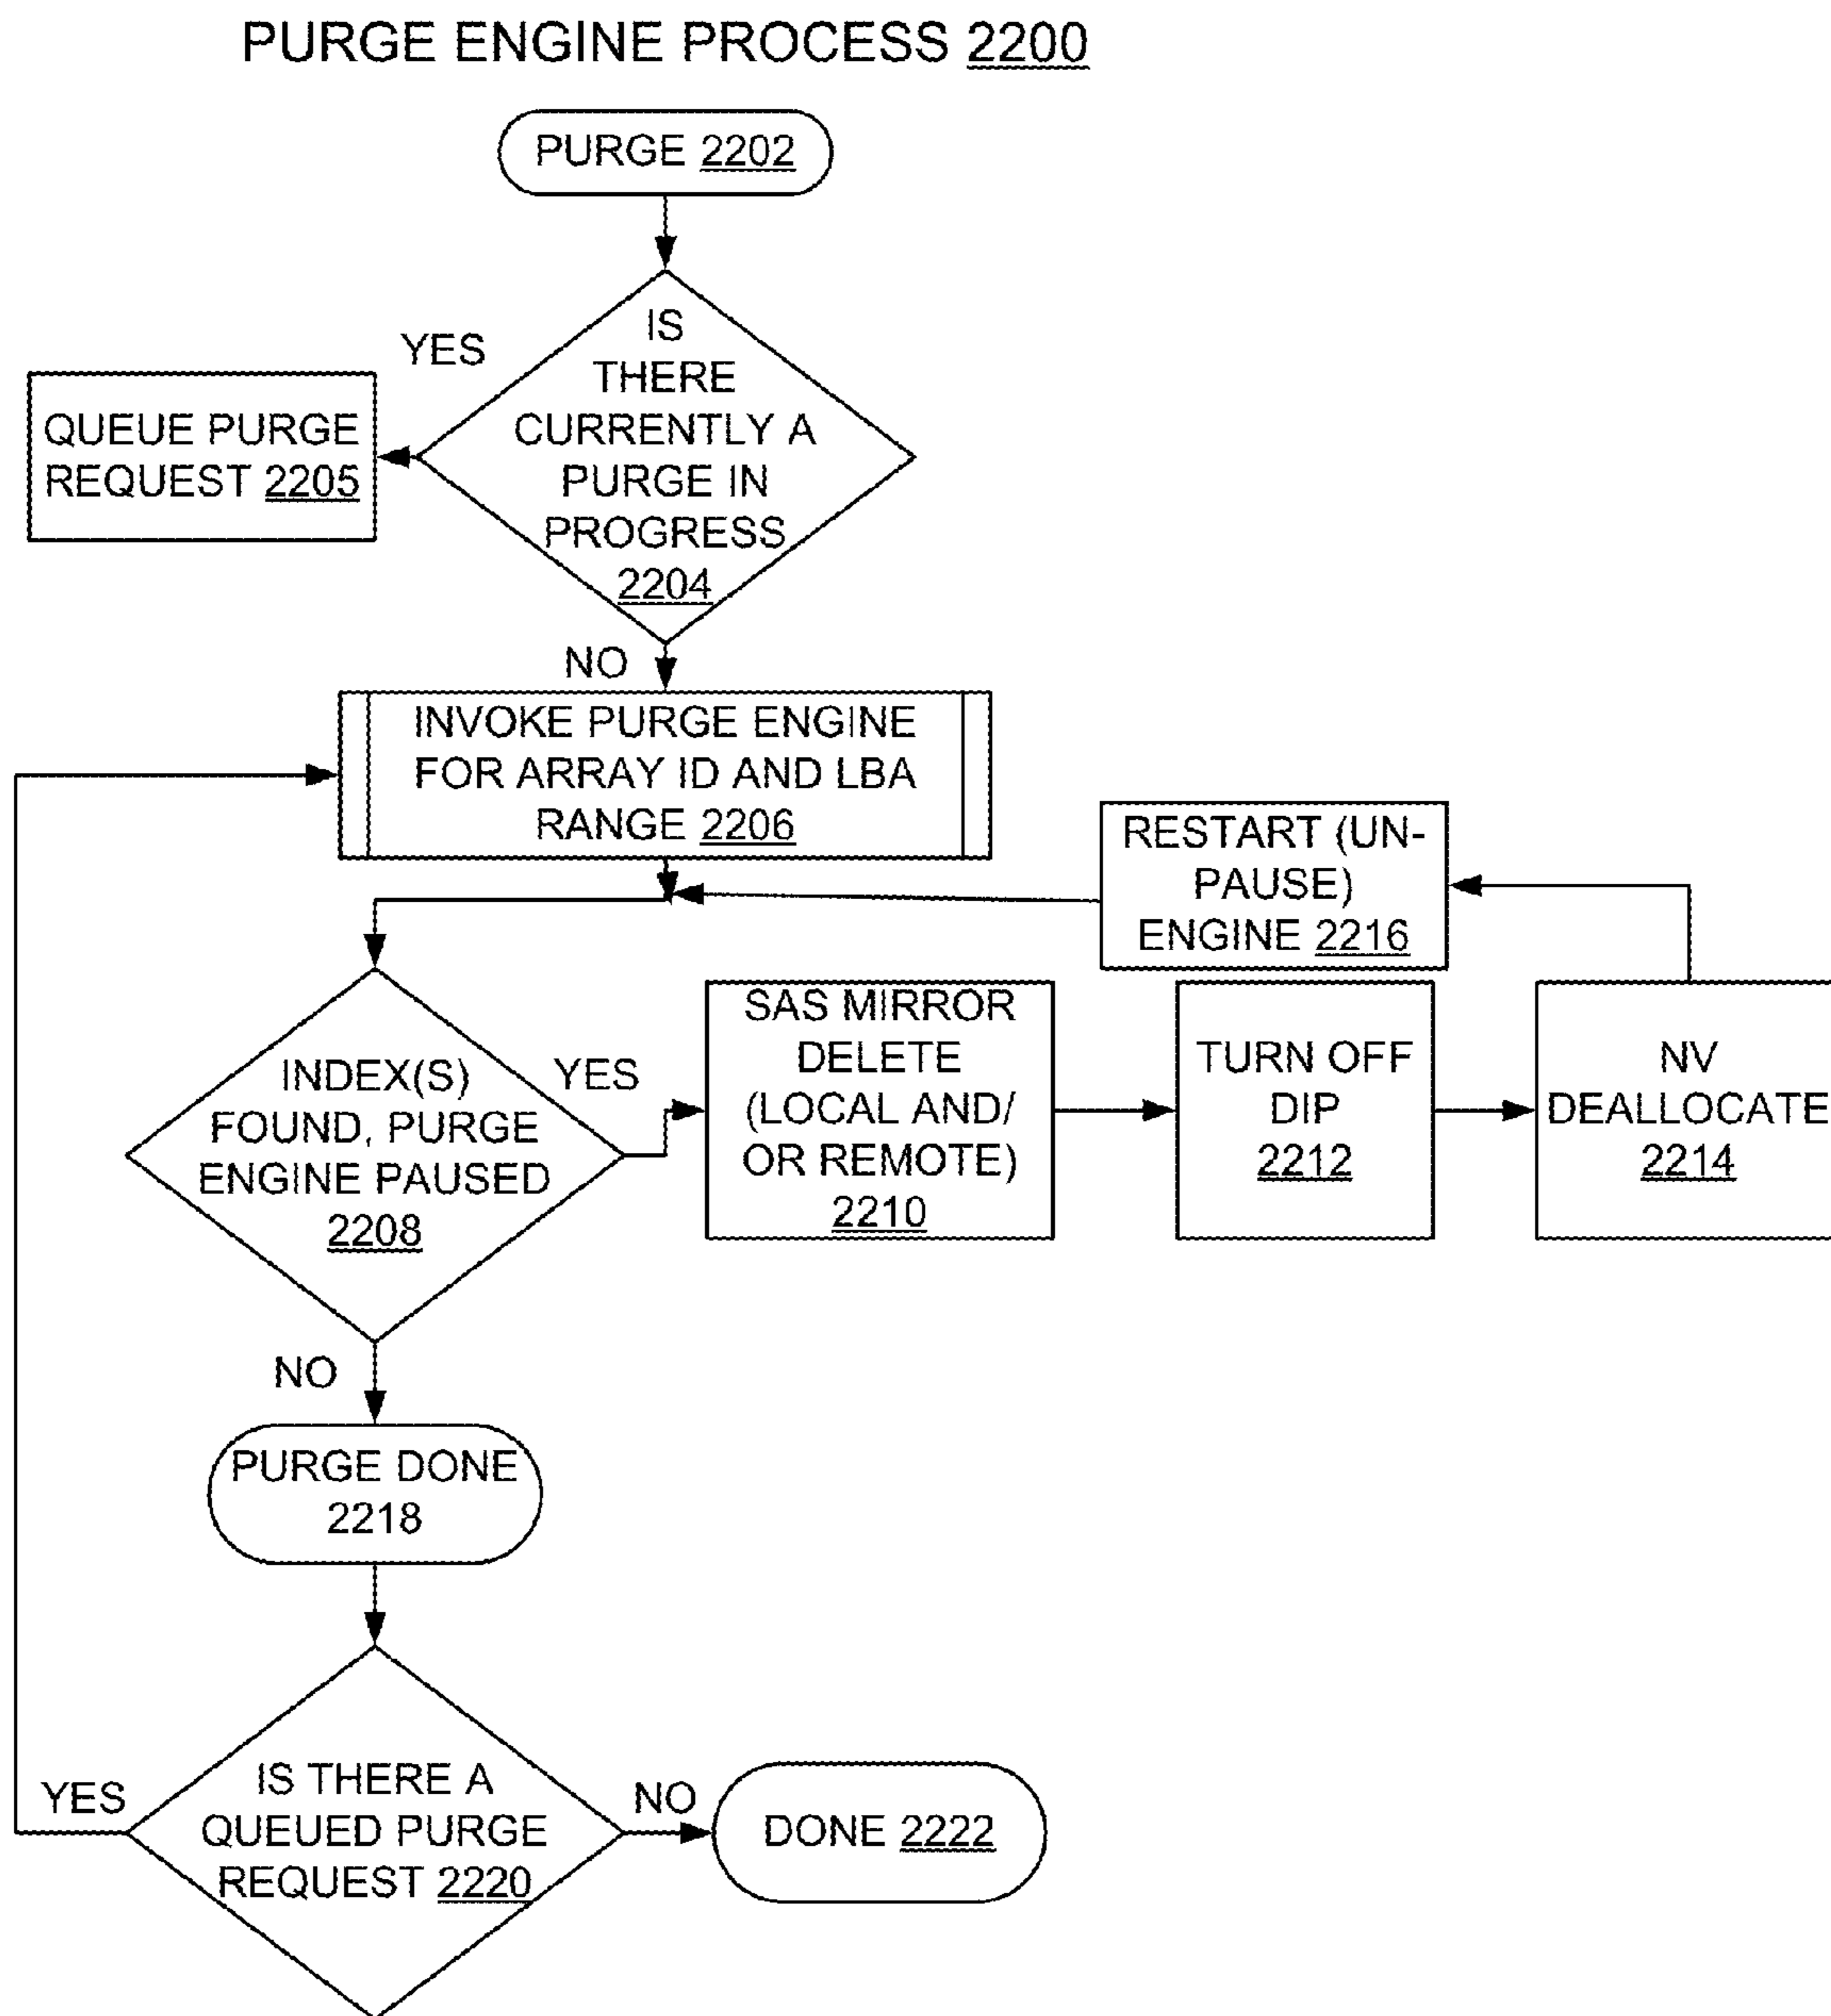 PURGE ENGINE PROCESS 2200
PURGE 2202
IS
THERE
CURRENTLY A
PURGE IN
PROGRESS
2204
YES
QUEUE PURGE
REQUEST 2205
NO
INVOKE PURGE ENGINE
FOR ARRAY ID AND LBA
RANGE 2206
RESTART (UN-
PAUSE)
ENGINE 2216
INDEX(S)
FOUND, PURGE
ENGINE PAUSED
2208
YES
SAS MIRROR
DELETE
(LOCAL AND/
OR REMOTE)
2210
TURN OFF
DIP
2212
NV
DEALLOCATE
2214
NO
PURGE DONE
2218
IS THERE A
QUEUED PURGE
REQUEST 2220
YES
NO
DONE 2222